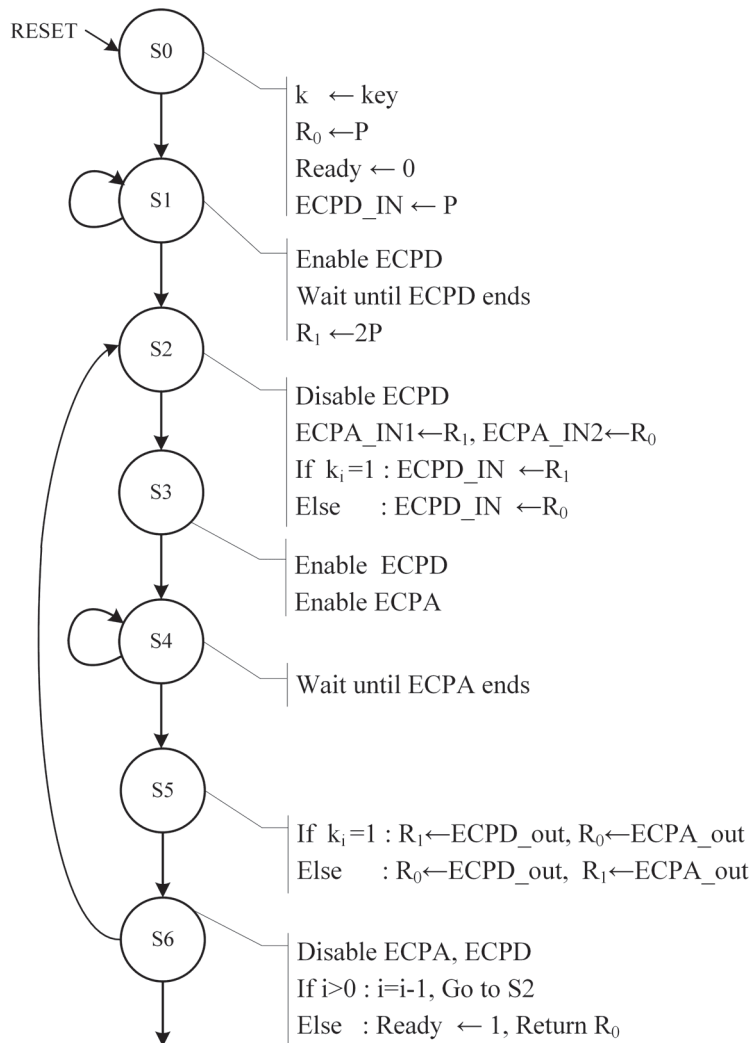 RESET
S0
k ← key
R₀ ←P
Ready ← 0
ECPD_IN ← P
S1
Enable ECPD
Wait until ECPD ends
R₁ ←2P
S2
Disable ECPD
ECPA_IN1←R₁, ECPA_IN2←R₀
If kᵢ=1 : ECPD_IN ←R₁
Else : ECPD_IN ←R₀
S3
Enable ECPD
Enable ECPA
S4
Wait until ECPA ends
S5
If kᵢ=1 : R₁←ECPD_out, R₀←ECPA_out
Else : R₀←ECPD_out, R₁←ECPA_out
S6
Disable ECPA, ECPD
If i>0 : i=i-1, Go to S2
Else : Ready ← 1, Return R₀